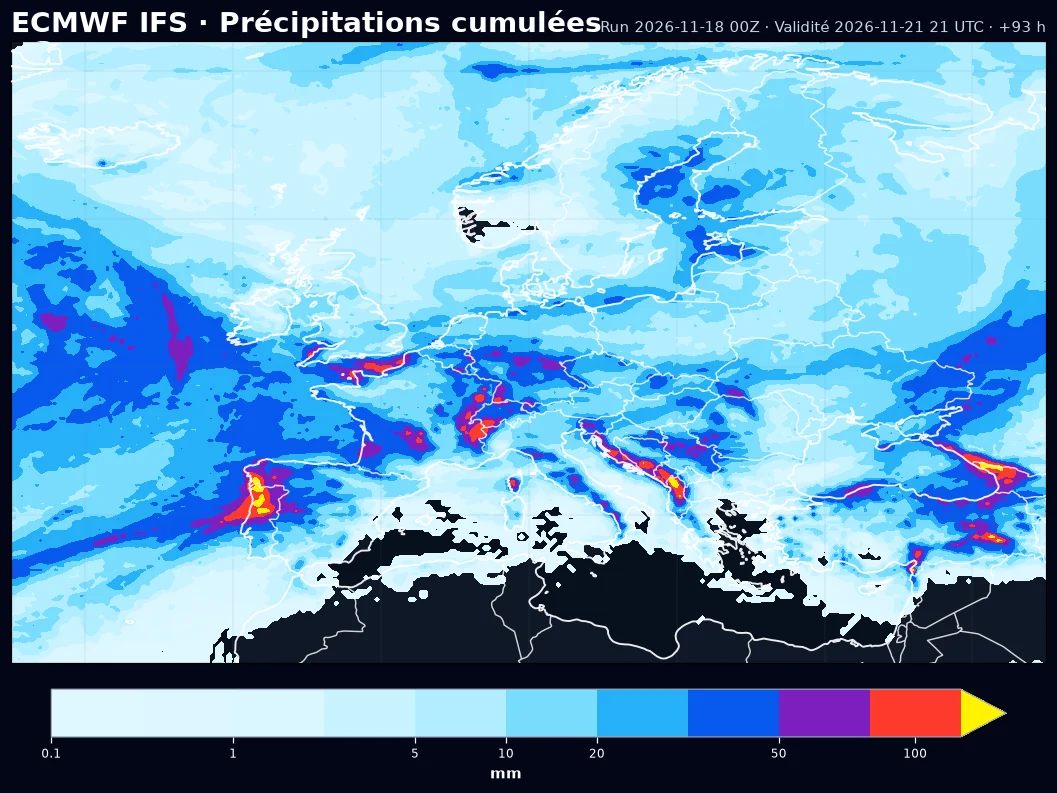 ECMWF IFS · Précipitations cumulées
Run 2026-11-18 00Z · Validité 2026-11-21 21 UTC · +93 h
0.1 1 5 10 20 50 100
mm